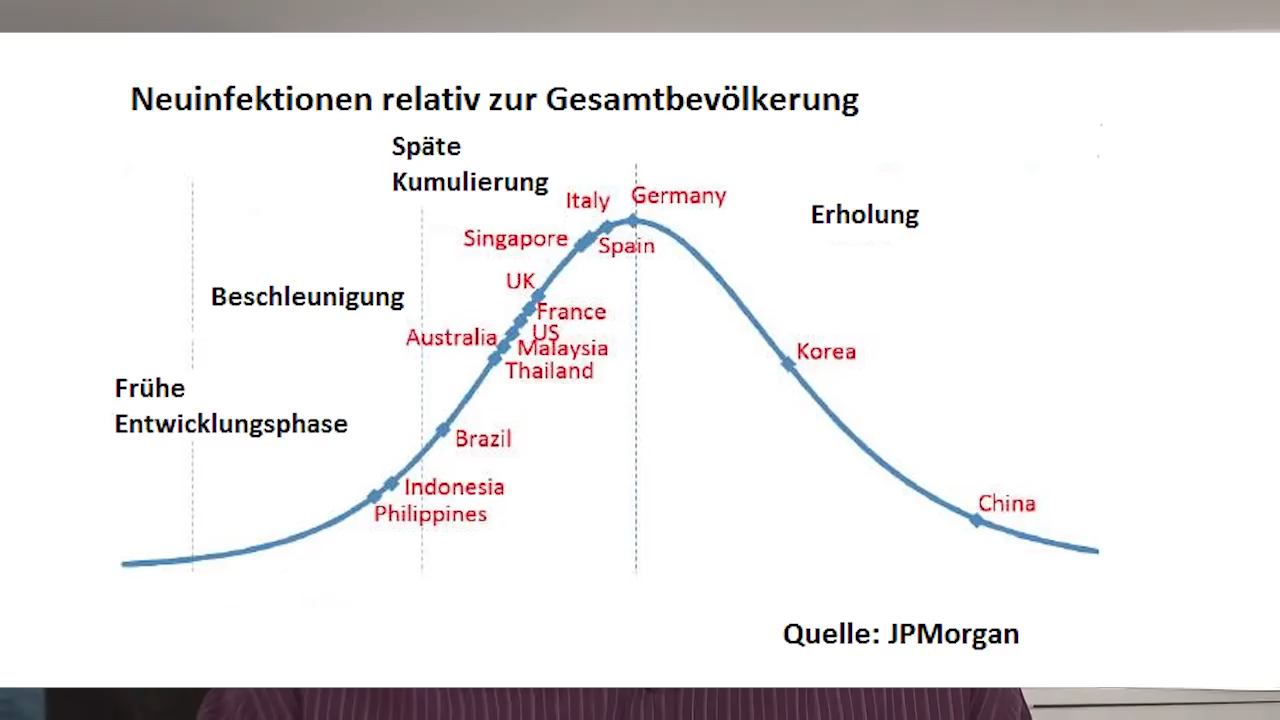 Neuinfektionen relativ zur Gesamtbevölkerung
Späte
Kumulierung
Italy
Germany
Erholung
Singapore
Spain
UK
Beschleunigung
France
US
Australia
Malaysia
Korea
Thailand
Frühe
Entwicklungsphase
Brazil
Indonesia
China
Philippines
Quelle: JPMorgan